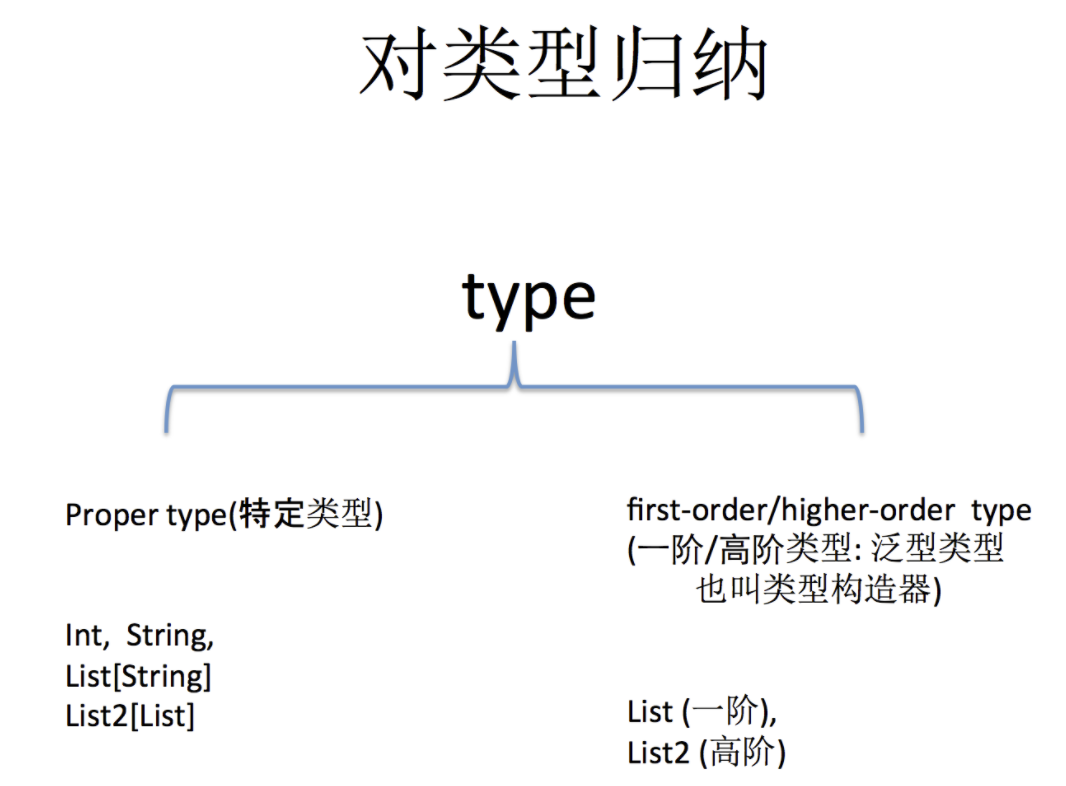 对类型归纳
type
Proper type(特定类型)
first-order/higher-order type
(一阶/高阶类型: 泛型类型
也叫类型构造器)
Int, String,
List[String]
List2[List]
List (一阶),
List2 (高阶)